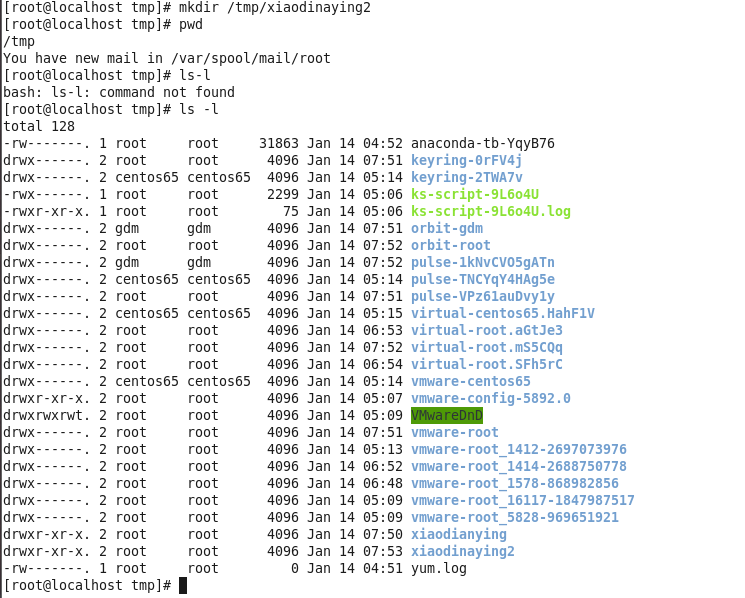 [root@localhost tmp]# mkdir /tmp/xiaodinaying2
[root@localhost tmp]# pwd
/tmp
You have new mail in /var/spool/mail/root
[root@localhost tmp]# ls-l
bash: ls-l: command not found
[root@localhost tmp]# ls -l
total 128
-rw-------. 1 root     root     31863 Jan 14 04:52 anaconda-tb-YqyB76
drwx------. 2 root     root      4096 Jan 14 07:51 keyring-0rFV4j
drwx------. 2 centos65 centos65  4096 Jan 14 05:14 keyring-2TWA7v
-rwx------. 1 root     root      2299 Jan 14 05:06 ks-script-9L6o4U
-rwxr-xr-x. 1 root     root        75 Jan 14 05:06 ks-script-9L6o4U.log
drwx------. 2 gdm      gdm       4096 Jan 14 07:51 orbit-gdm
drwx------. 2 root     root      4096 Jan 14 07:52 orbit-root
drwx------. 2 gdm      gdm       4096 Jan 14 07:52 pulse-1kNvCVO5gATn
drwx------. 2 centos65 centos65  4096 Jan 14 05:14 pulse-TNCYqY4HAg5e
drwx------. 2 root     root      4096 Jan 14 07:51 pulse-VPz61auDvy1y
drwx------. 2 centos65 centos65  4096 Jan 14 05:15 virtual-centos65.HahF1V
drwx------. 2 root     root      4096 Jan 14 06:53 virtual-root.aGtJe3
drwx------. 2 root     root      4096 Jan 14 07:52 virtual-root.mS5CQq
drwx------. 2 root     root      4096 Jan 14 06:54 virtual-root.SFh5rC
drwx------. 2 centos65 centos65  4096 Jan 14 05:14 vmware-centos65
drwxr-xr-x. 2 root     root      4096 Jan 14 05:07 vmware-config-5892.0
drwxrwxrwt. 2 root     root      4096 Jan 14 05:09 VMwareDnD
drwx------. 2 root     root      4096 Jan 14 07:51 vmware-root
drwx------. 2 root     root      4096 Jan 14 05:13 vmware-root_1412-2697073976
drwx------. 2 root     root      4096 Jan 14 06:52 vmware-root_1414-2688750778
drwx------. 2 root     root      4096 Jan 14 06:48 vmware-root_1578-868982856
drwx------. 2 root     root      4096 Jan 14 05:09 vmware-root_16117-1847987517
drwx------. 2 root     root      4096 Jan 14 05:09 vmware-root_5828-969651921
drwxr-xr-x. 2 root     root      4096 Jan 14 07:50 xiaodianying
drwxr-xr-x. 2 root     root      4096 Jan 14 07:53 xiaodinaying2
-rw-------. 1 root     root         0 Jan 14 04:51 yum.log
[root@localhost tmp]#